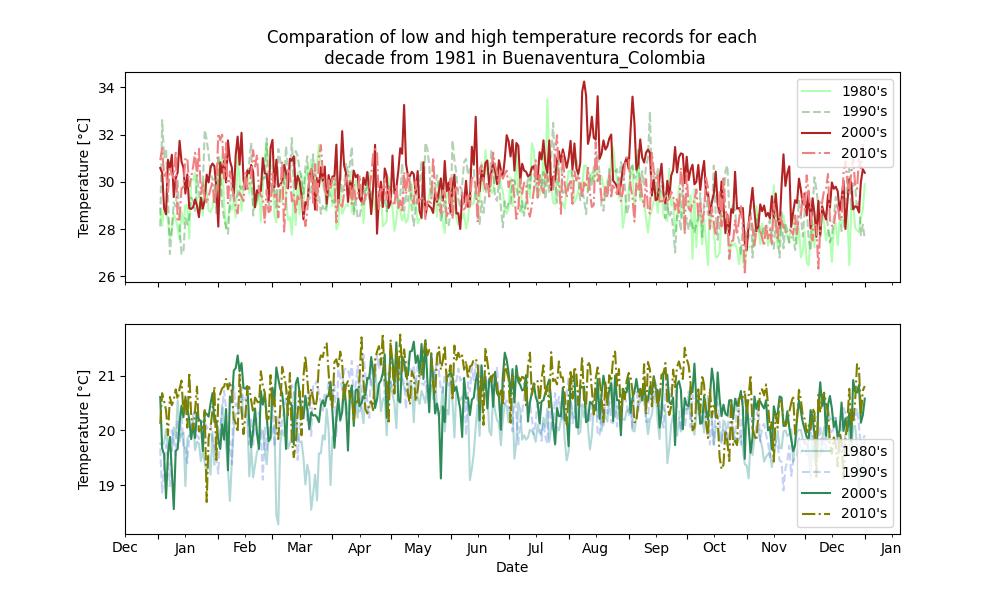 Comparation of low and high temperature records for each
decade from 1981 in Buenaventura_Colombia
Temperature [°C]
34
32
30
28
26
1980's
1990's
2000's
2010's
Temperature [°C]
21
20
19
1980's
1990's
2000's
2010's
Dec Jan Feb Mar Apr May Jun Jul Aug Sep Oct Nov Dec Jan
Date